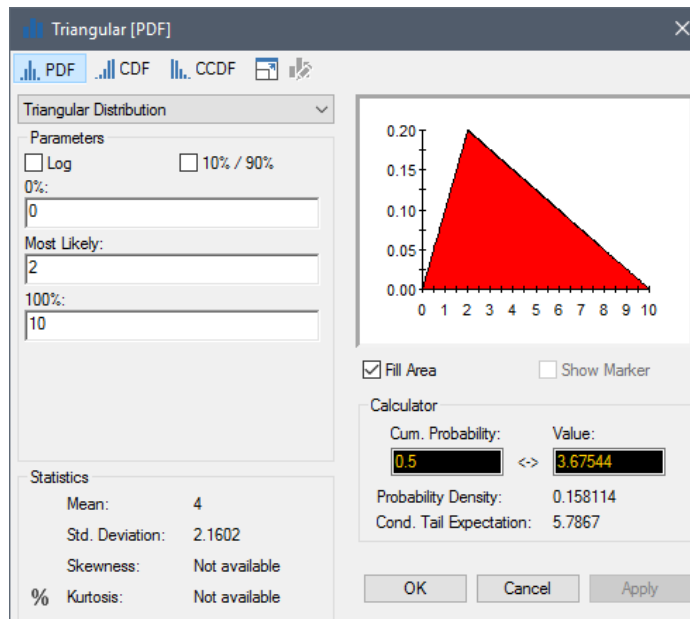 Triangular [PDF]
PDF CDF CCDF
Triangular Distribution
Parameters
Log 10% / 90%
0%:
0
Most Likely:
2
100%:
10
Statistics
Mean: 4
Std. Deviation: 2.1602
Skewness: Not available
% Kurtosis: Not available
0.20
0.15
0.10
0.05
0.00
0 1 2 3 4 5 6 7 8 9 10
Fill Area Show Marker
Calculator
Cum. Probability: Value:
0.5 <-> 3.67544
Probability Density: 0.158114
Cond. Tail Expectation: 5.7867
OK Cancel Apply